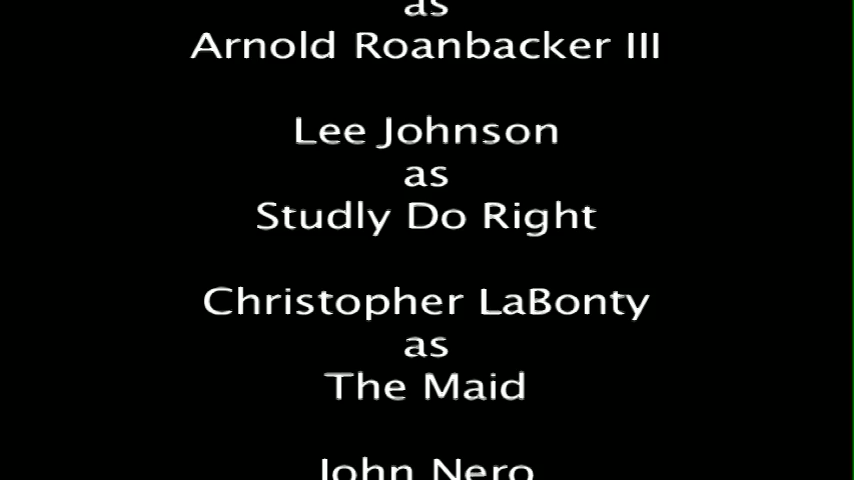 as
Arnold Roanbacker III
Lee Johnson
as
Studly Do Right
Christopher LaBonty
as
The Maid
John Nero